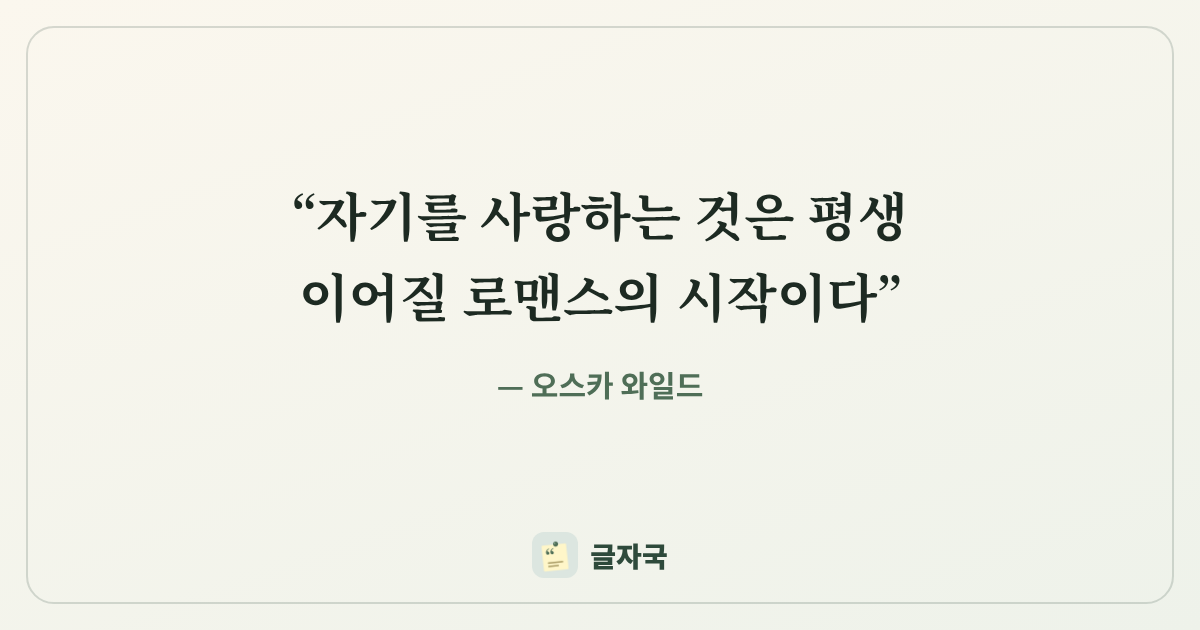 “자기를 사랑하는 것은 평생
이어질 로맨스의 시작이다”
— 오스카 와일드
글자국